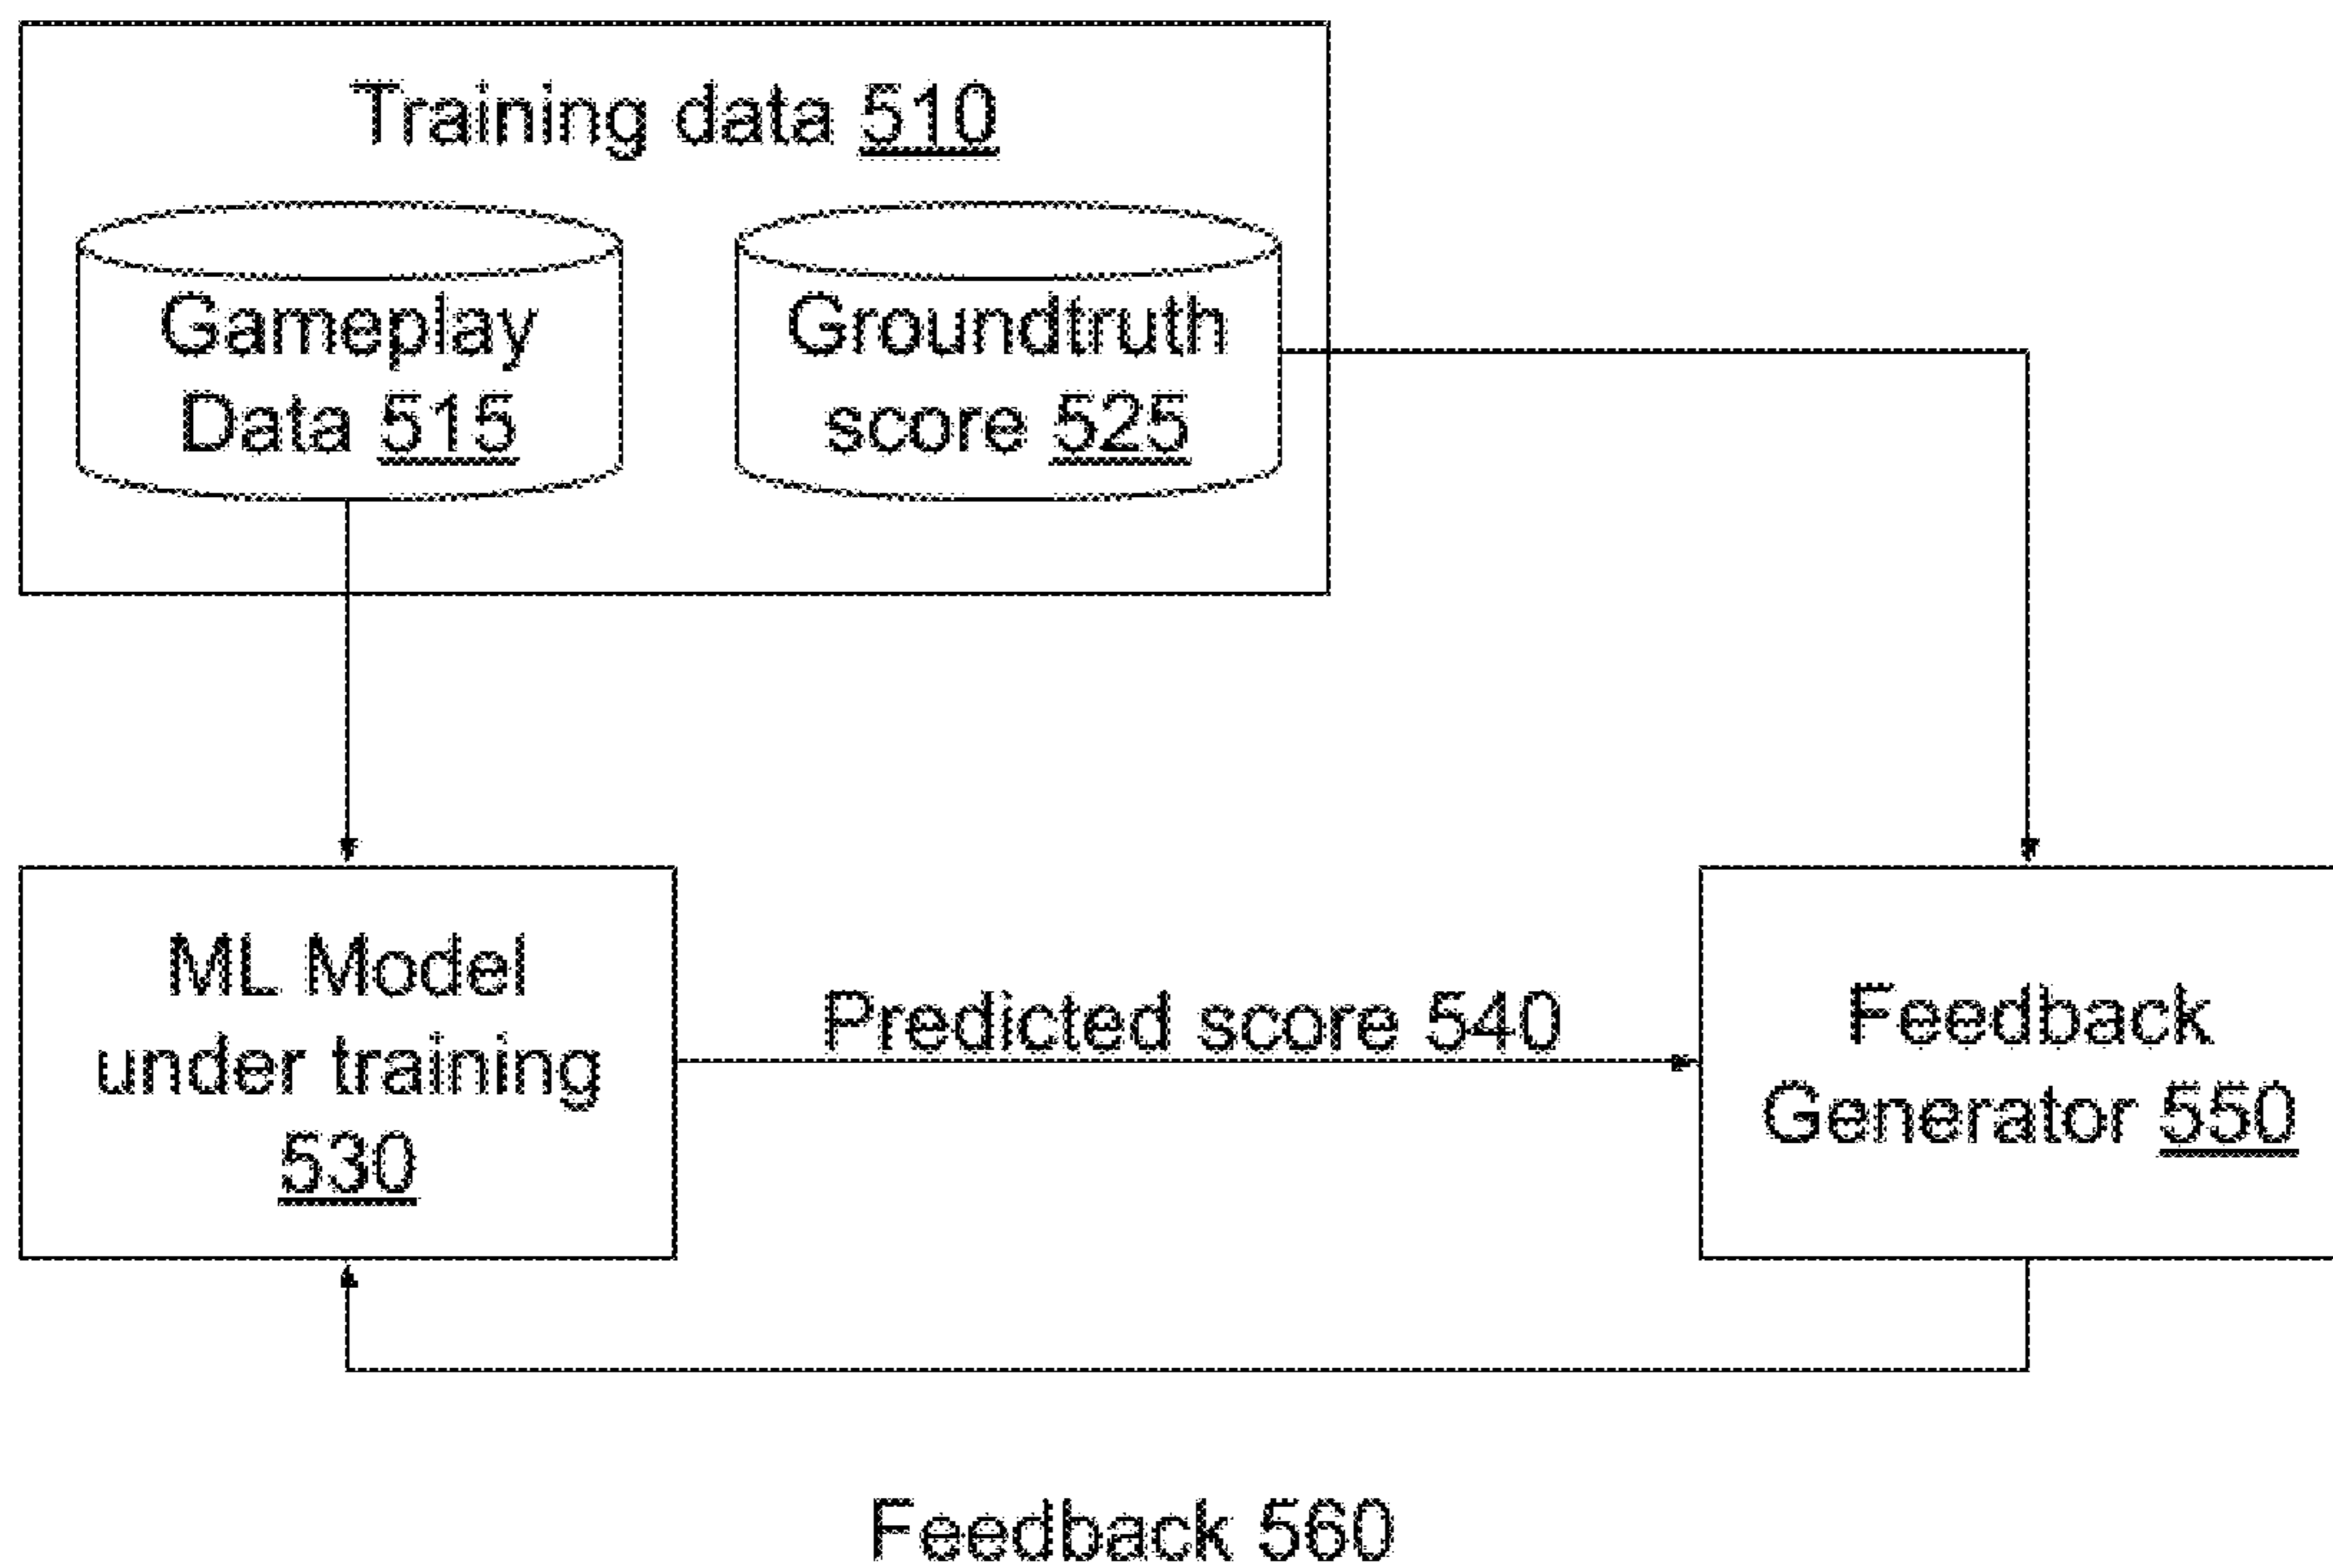 Training data 510
Gameplay
Data 515
Groundtruth
score 525
ML Model
under training
530
Predicted score 540
Feedback
Generator 550
Feedback 560